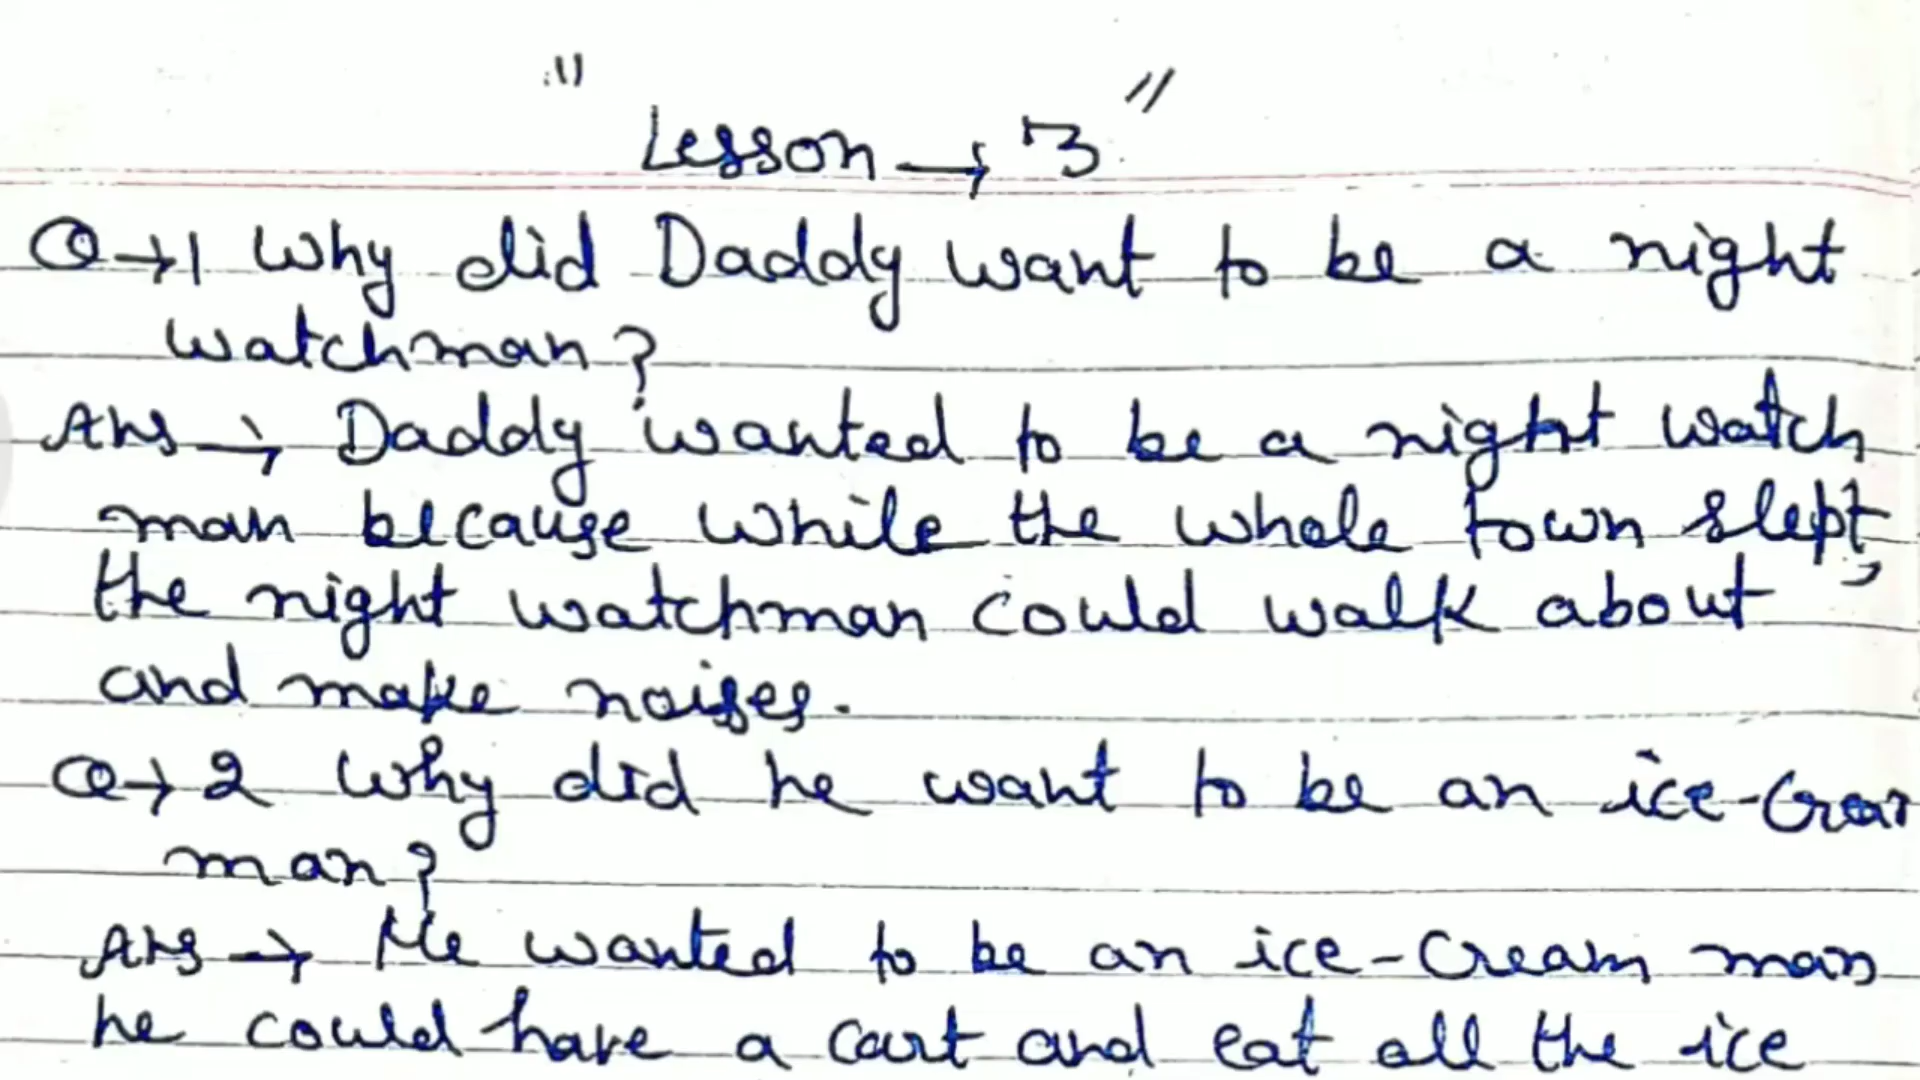 " Lesson → 3 "
Q→1 Why did Daddy want to be a night
watchman?
Ans → Daddy wanted to be a night watch
man because while the whole town slept,
the night watchman could walk about
and make noises.
Q→2 Why did he want to be an ice-
man?
Ans → He wanted to be an ice-cream man
he could have a cart and eat all the ice